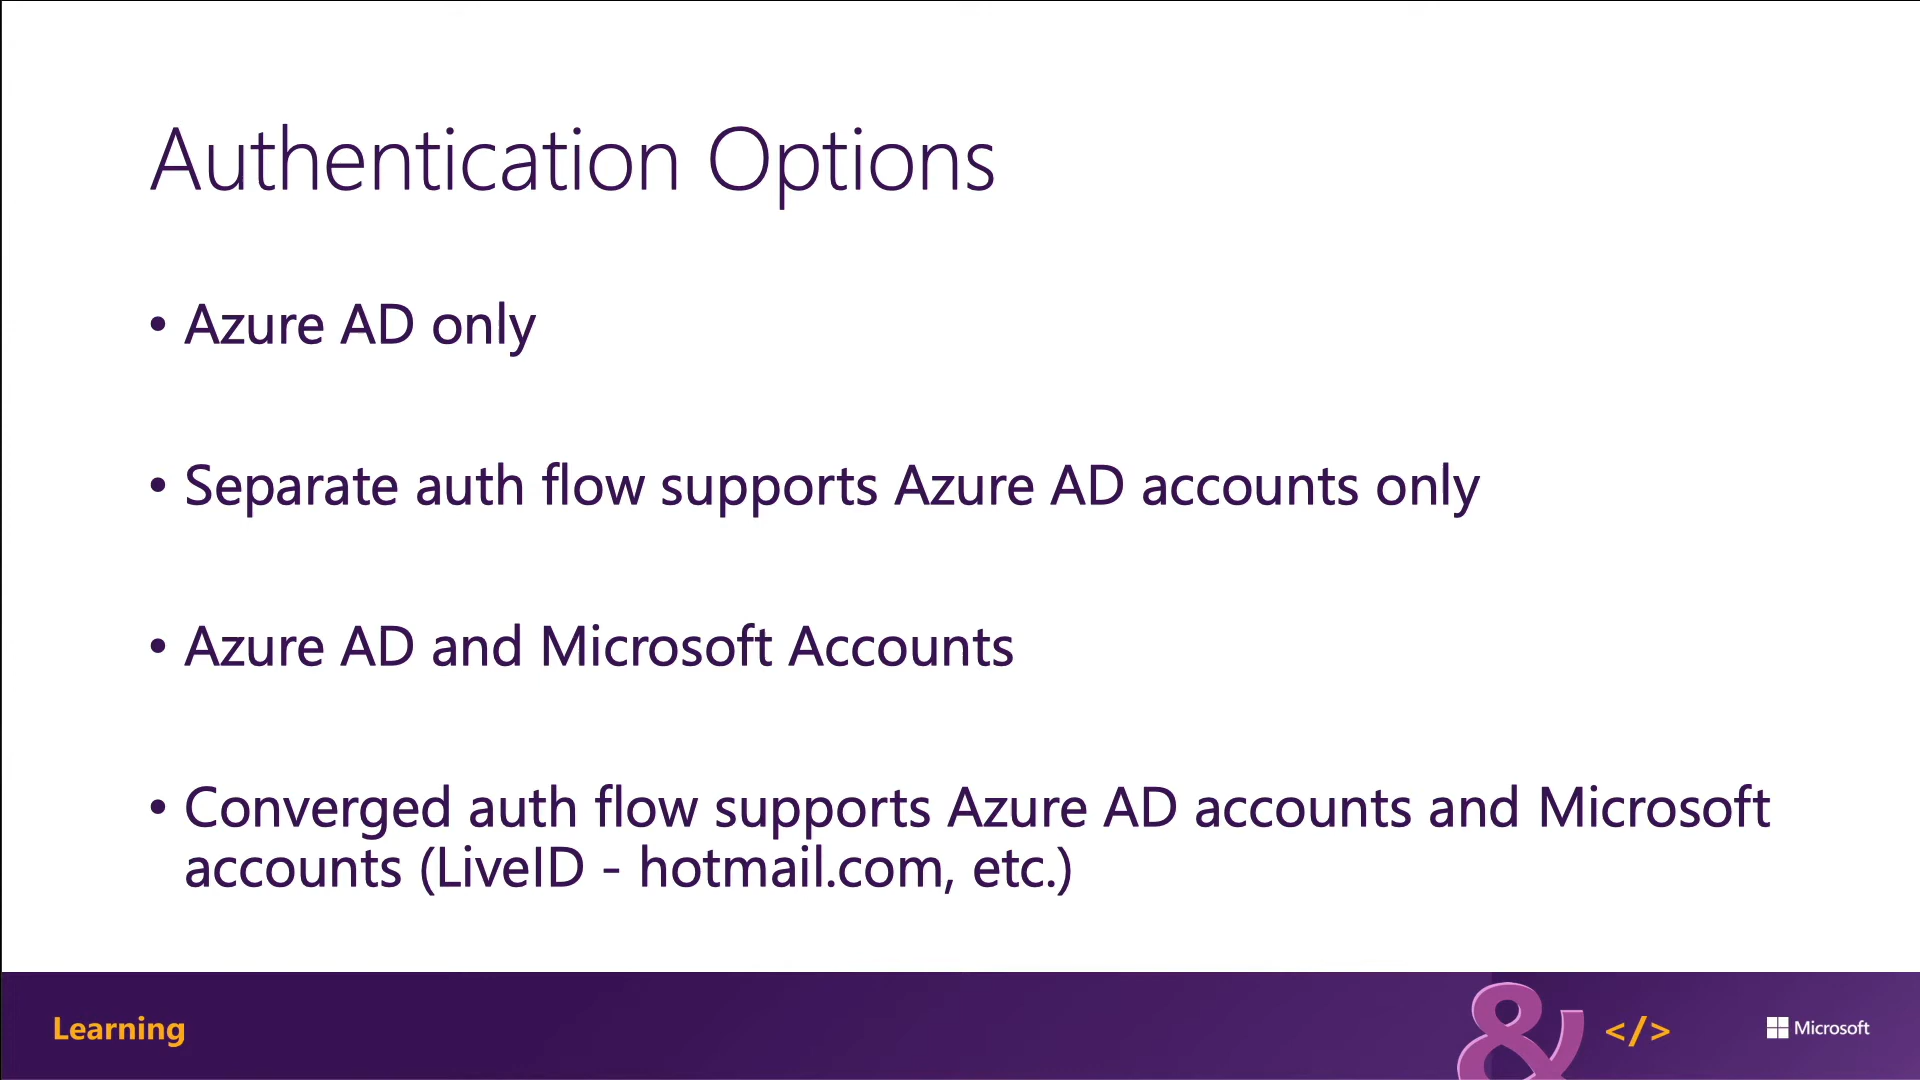 Authentication Options
• Azure AD only
• Separate auth flow supports Azure AD accounts only
• Azure AD and Microsoft Accounts
• Converged auth flow supports Azure AD accounts and Microsoft
accounts (LiveID - hotmail.com, etc.)
Learning
& </>
Microsoft